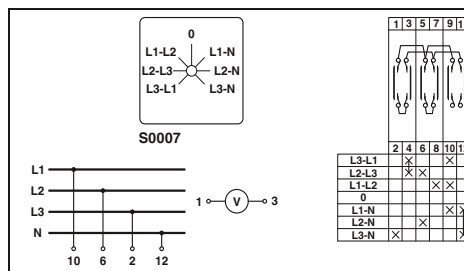 0
L1-L2 L1-N
L2-L3 L2-N
L3-L1 L3-N
S0007
L1
L2
L3
N
10 6 2 12
1 V 3
1 3 5 7 9
2 4 6 8 10
L3-L1
L2-L3
L1-L2
0
L1-N
L2-N
L3-N